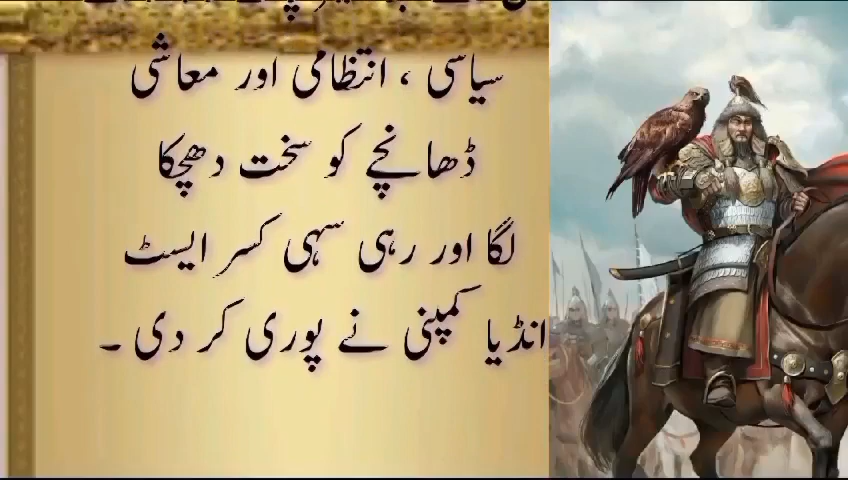 سیاسی ، انتظامی اور معاشی
ڈھانچے کو سخت دھچکا
لگا اور رہی سہی کسر ایسٹ
انڈیا کمپنی نے پوری کر دی ۔